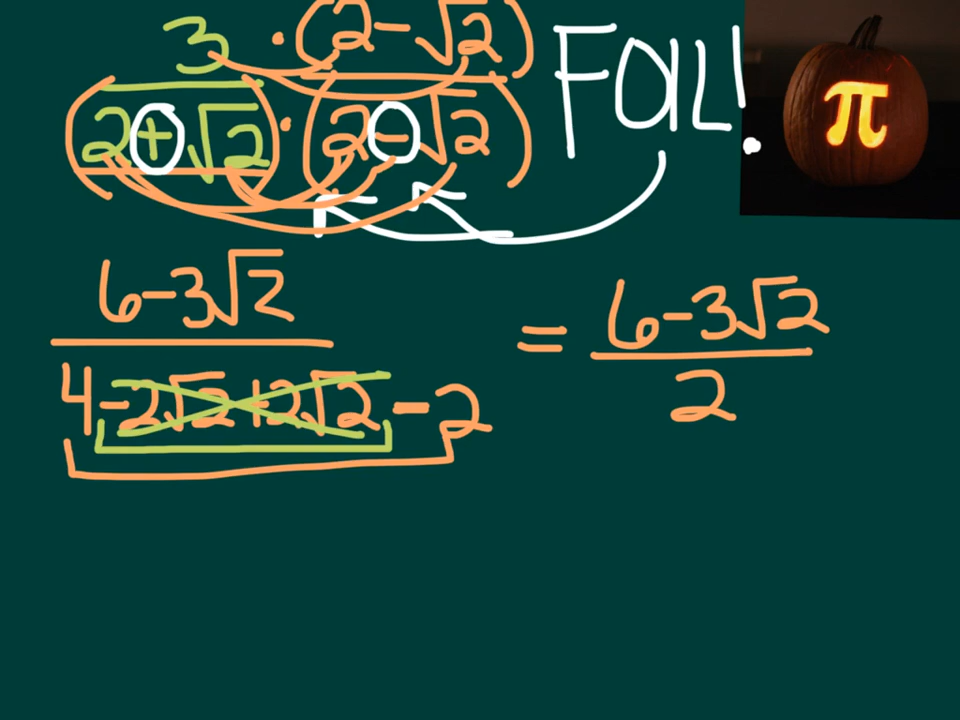 3 · (2 - √2)
(2 + √2) · (2 - √2)
FOIL!
π
6 - 3√2
4 - 2√2 + 2√2 - 2
= 6 - 3√2
2